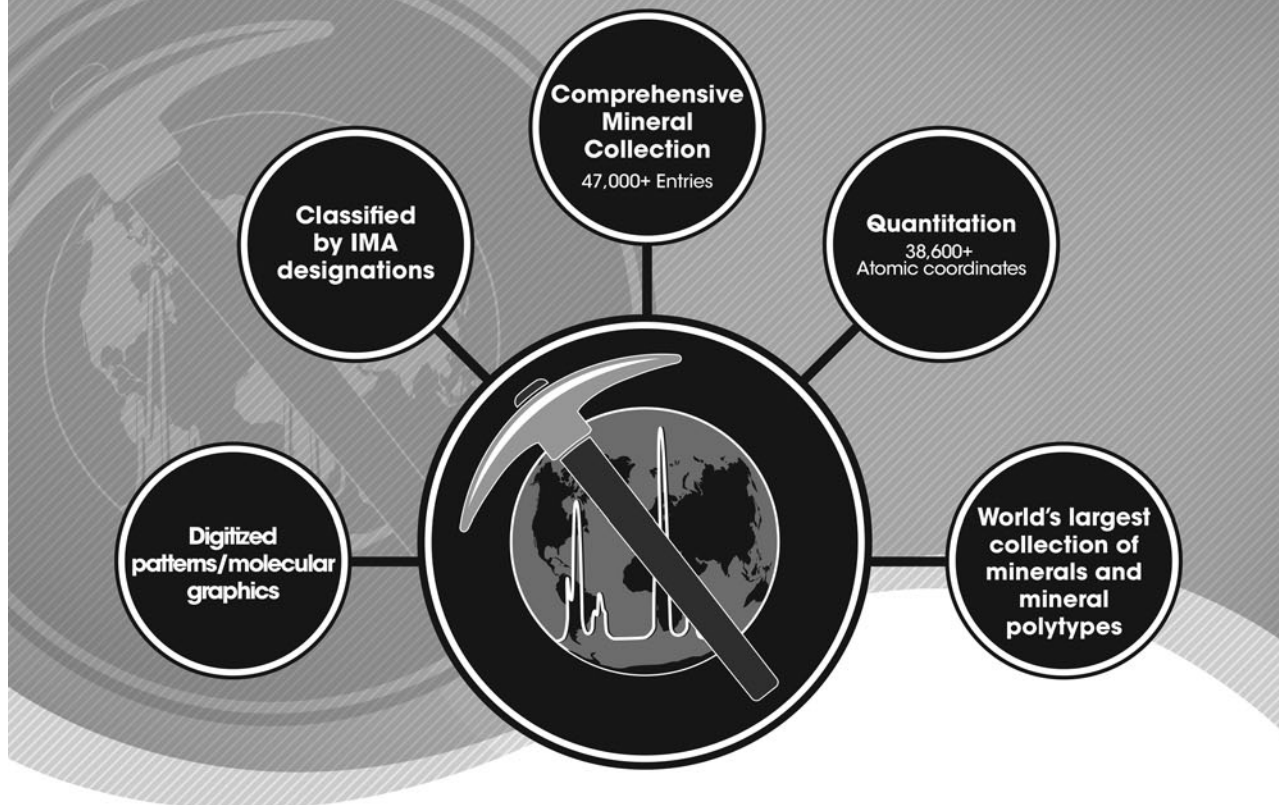 Comprehensive
Mineral
Collection
47,000+ Entries
Classified
by IMA
designations
Quantitation
38,600+
Atomic coordinates
Digitized
patterns/molecular
graphics
World's largest
collection of
minerals and
mineral
polytypes